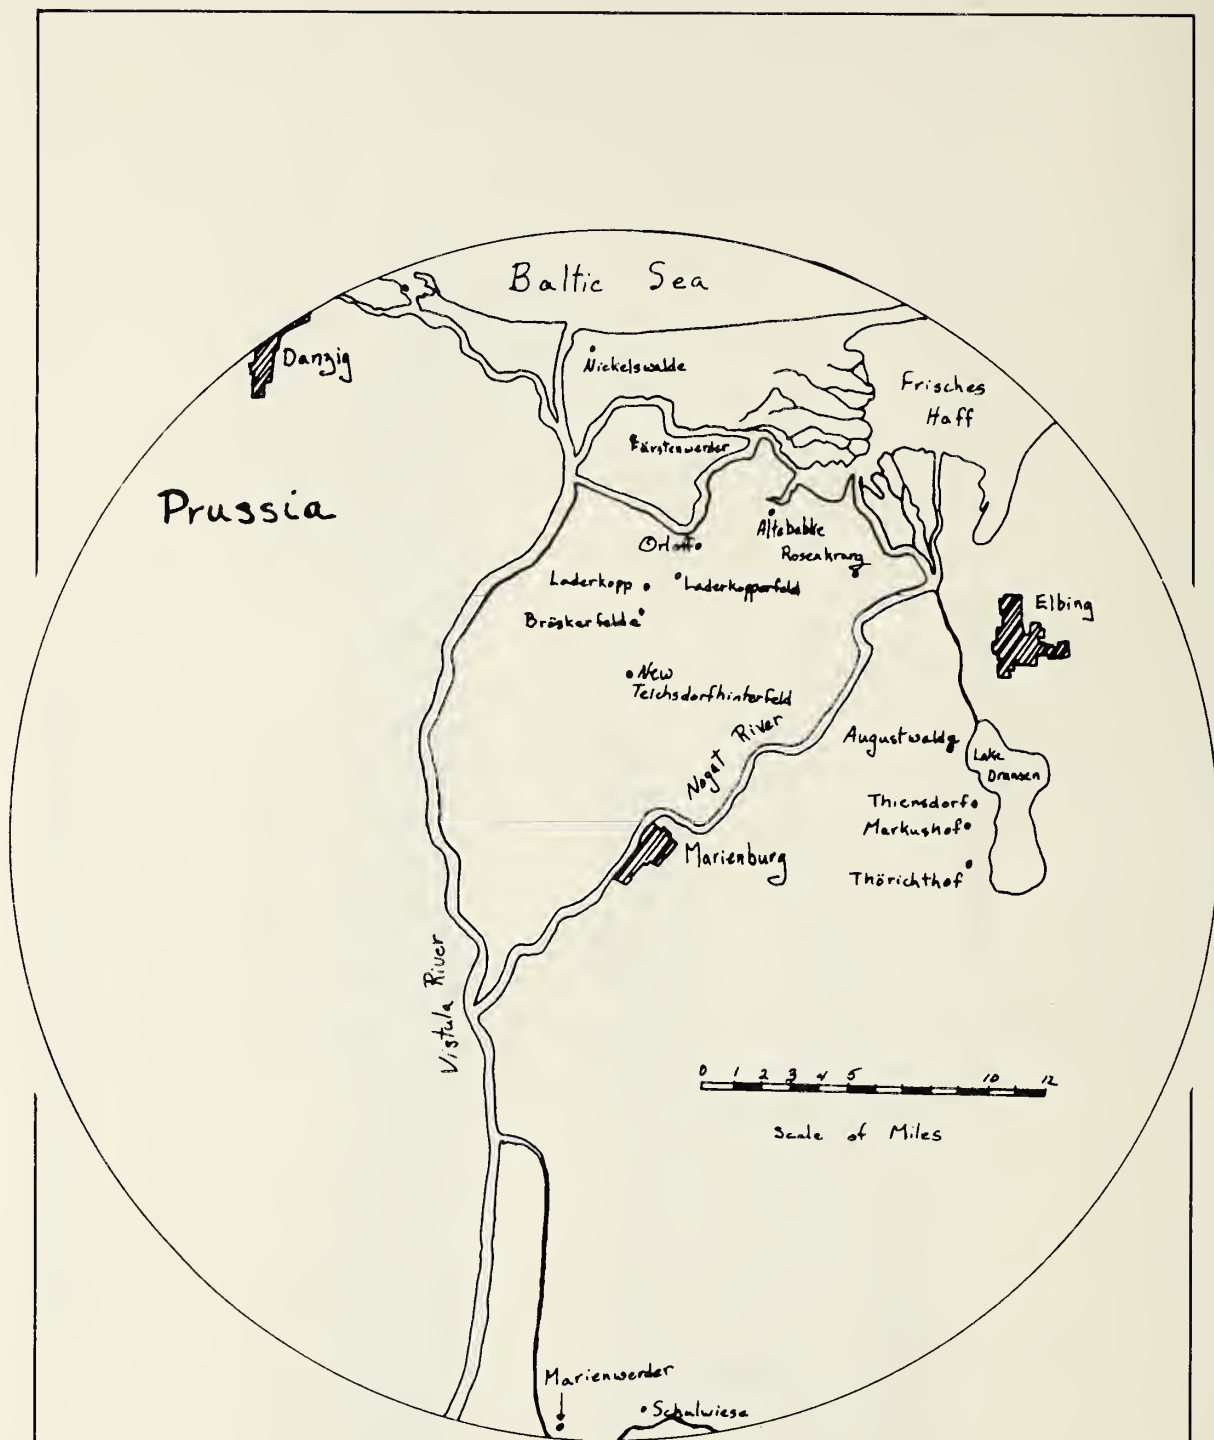 Baltic Sea
Danzig
Nickelswalde
Frisches
Haff
Fürstenwerder
Prussia
Altebabke
Orloff
Rosenkranz
Laderkopp
Laderkopperfeld
Elbing
Bröskerfelde
New
Teichsdorfhinterfeld
Nogat River
Augustwalde
Lake
Drausen
Thiensdorf
Markushof
Marienburg
Thörichthof
Vistula River
0 1 2 3 4 5 10 12
Scale of Miles
Marienwerder
Schulwiese